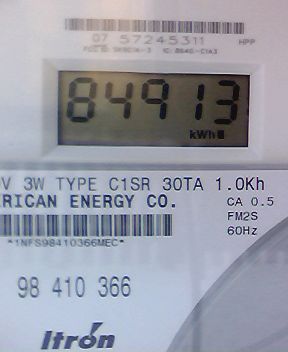 07 57245311 HPP
84913
kWh
V 3W TYPE C1SR 30TA 1.0Kh
RICAN ENERGY CO. CA 0.5
FM2S
*1NFS98410366MEC* 60Hz
98 410 366
Itron